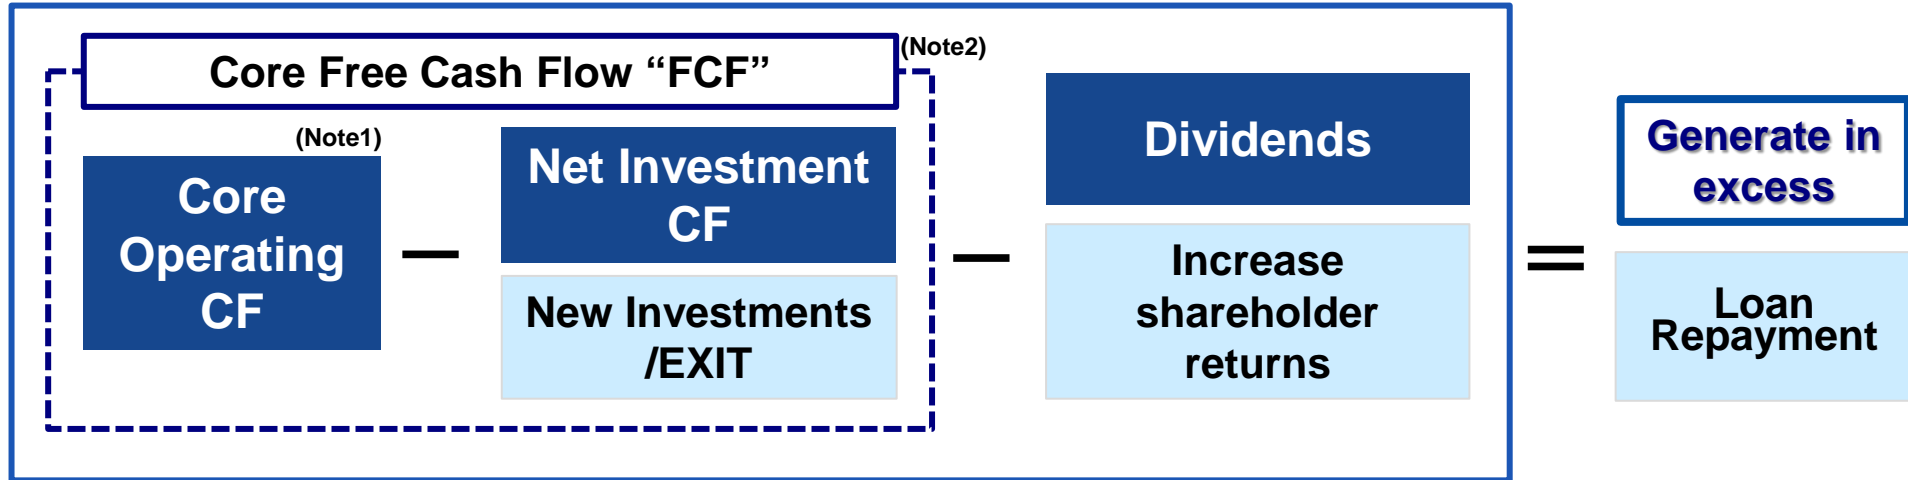 Core Free Cash Flow “FCF”
(Note2)
(Note1)
Core
Operating
CF
—
Net Investment
CF
New Investments
/EXIT
—
Dividends
Increase
shareholder
returns
=
Generate in
excess
Loan
Repayment